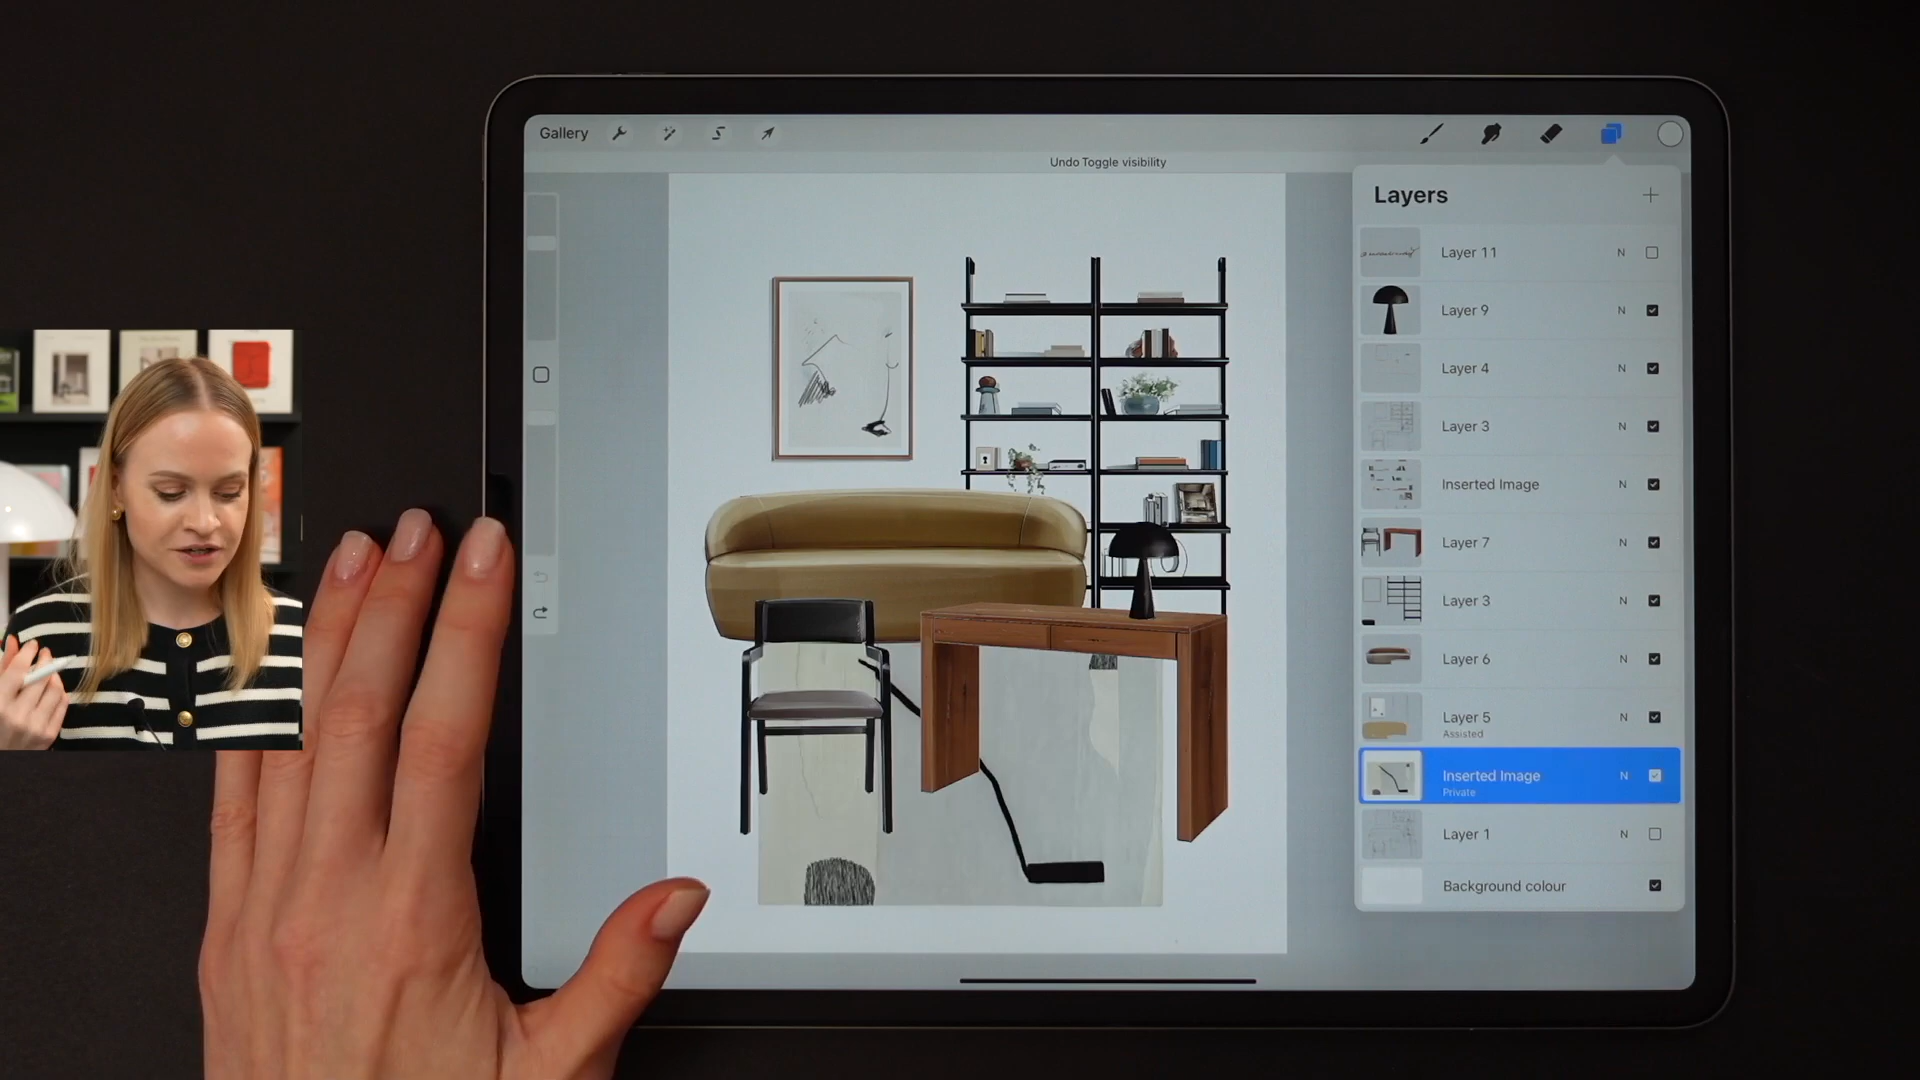 Gallery
Undo Toggle visibility
Layers
Layer 11 N
Layer 9 N
Layer 4 N
Layer 3 N
Inserted Image N
Layer 7 N
Layer 3 N
Layer 6 N
Layer 5 N
Assisted
Inserted Image N
Private
Layer 1 N
Background colour